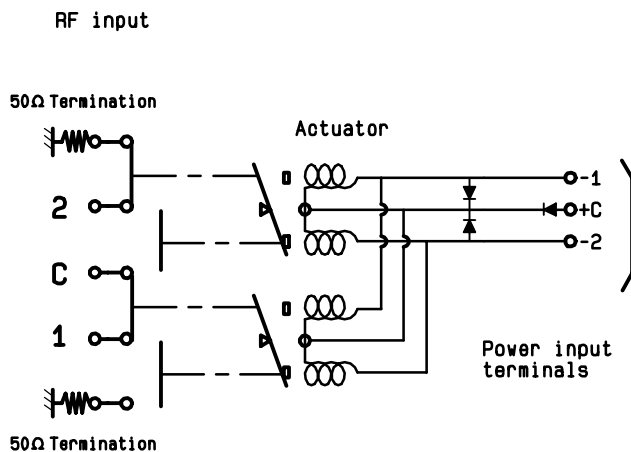 RF input
50Ω Termination
Actuator
-1
2
+C
-2
C
1
Power input
terminals
50Ω Termination